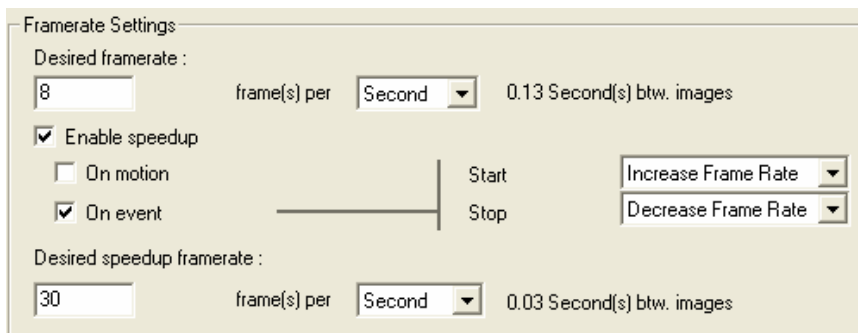 Framerate Settings
Desired framerate :
8 frame(s) per Second 0.13 Second(s) btw. images
Enable speedup
On motion Start Increase Frame Rate
On event Stop Decrease Frame Rate
Desired speedup framerate :
30 frame(s) per Second 0.03 Second(s) btw. images